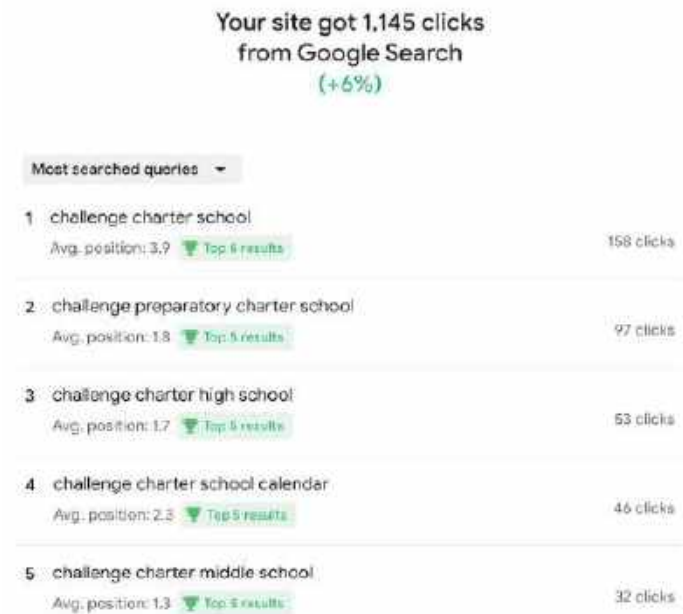 Your site got 1,145 clicks
from Google Search
(+6%)
Most searched queries
1 challenge charter school
Avg. position: 3.9 Top 5 results
158 clicks
2 challenge preparatory charter school
Avg. position: 1.8 Top 5 results
97 clicks
3 challenge charter high school
Avg. position: 1.7 Top 5 results
53 clicks
4 challenge charter school calendar
Avg. position: 2.3 Top 5 results
46 clicks
5 challenge charter middle school
Avg. position: 1.3 Top 5 results
32 clicks